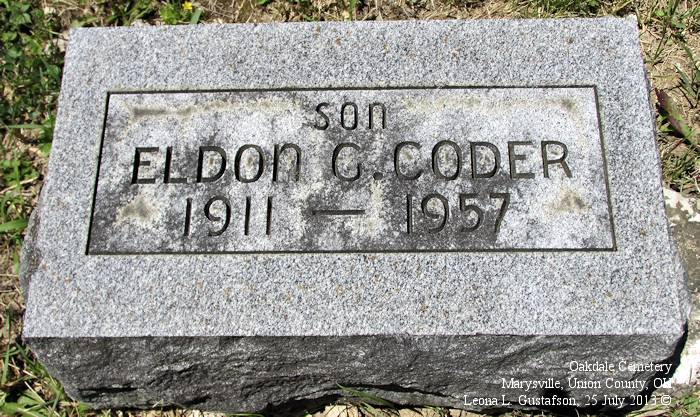 SON
ELDON G. CODER
1911 — 1957
Oakdale Cemetery
Marysville, Union County, OH
Leona L. Gustafson, 25 July 2013 ©